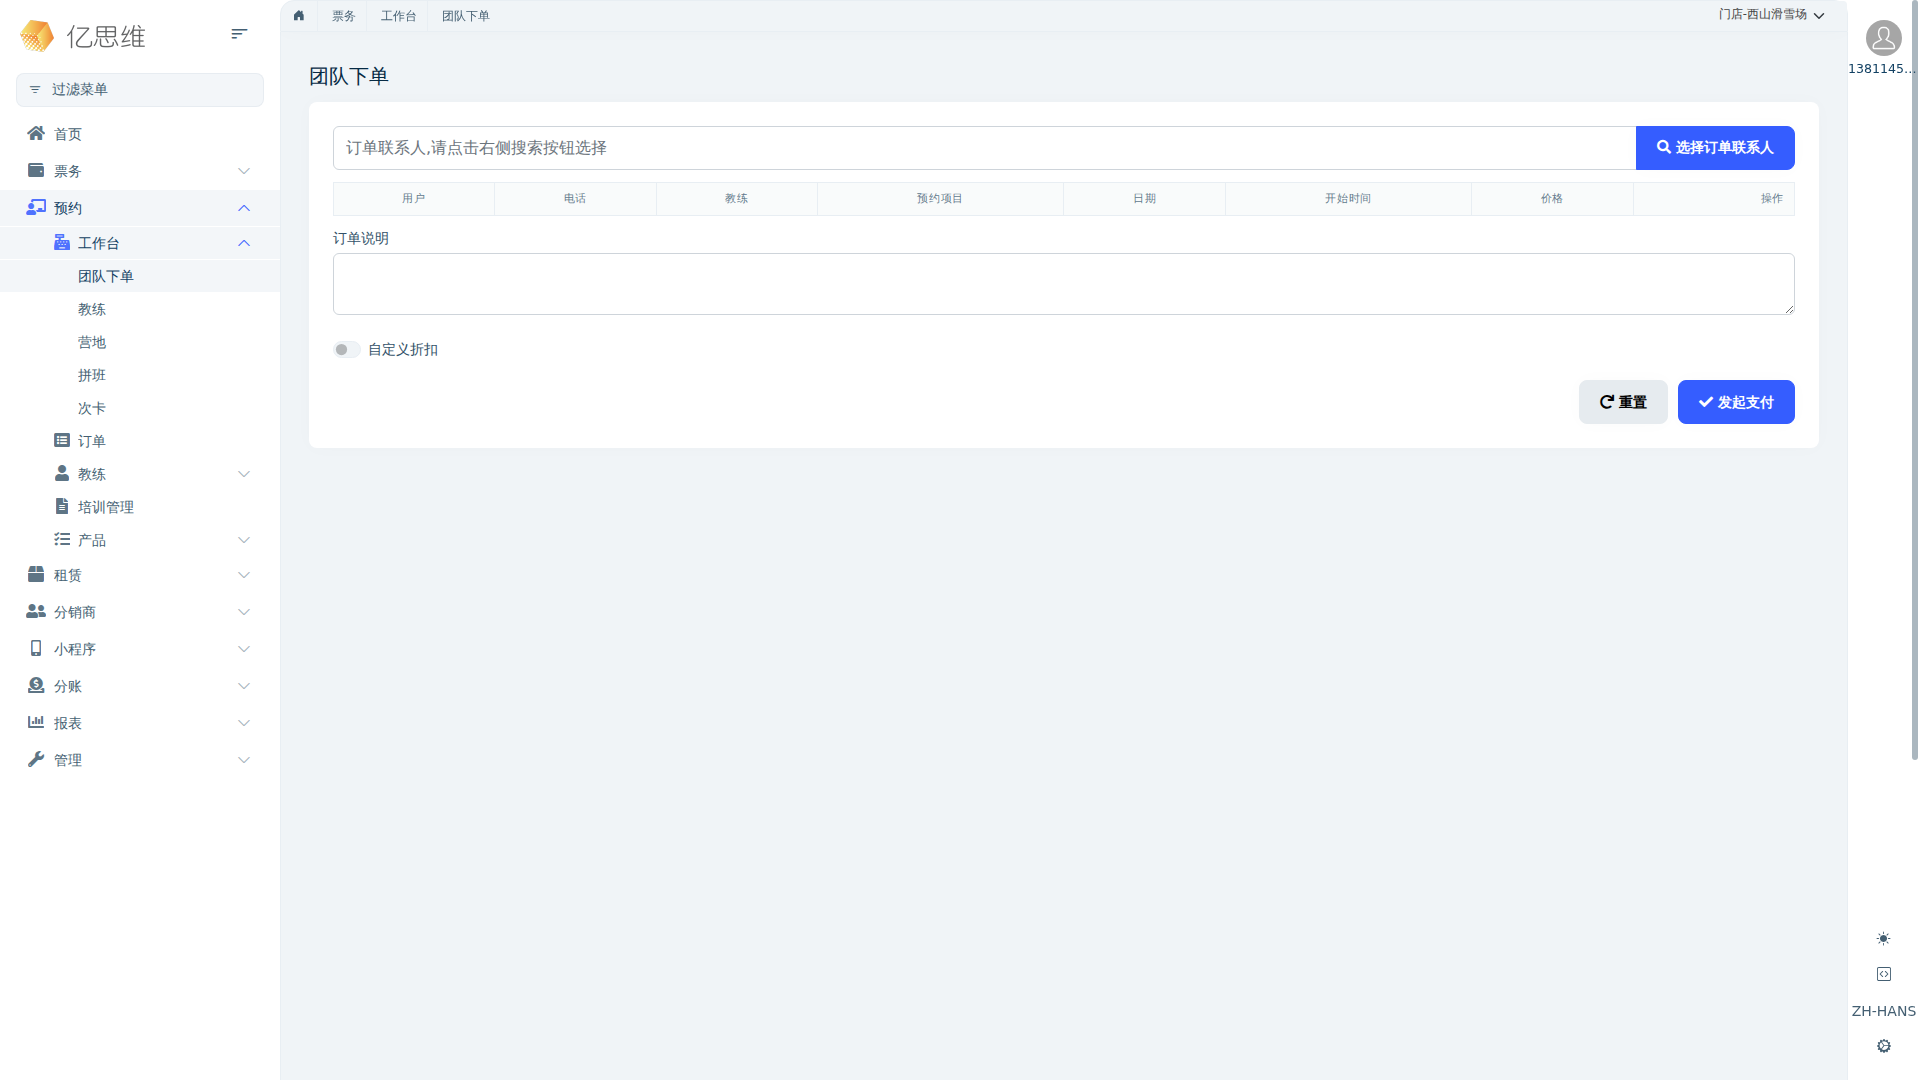 亿思维
过滤菜单
首页
票务
预约
工作台
团队下单
教练
营地
拼班
次卡
订单
教练
培训管理
产品
租赁
分销商
小程序
分账
报表
管理
票务 工作台 团队下单
门店-西山滑雪场
团队下单
订单联系人,请点击右侧搜索按钮选择
选择订单联系人
用户 电话 教练 预约项目 日期 开始时间 价格 操作
订单说明
自定义折扣
重置 发起支付
1381145...
ZH-HANS